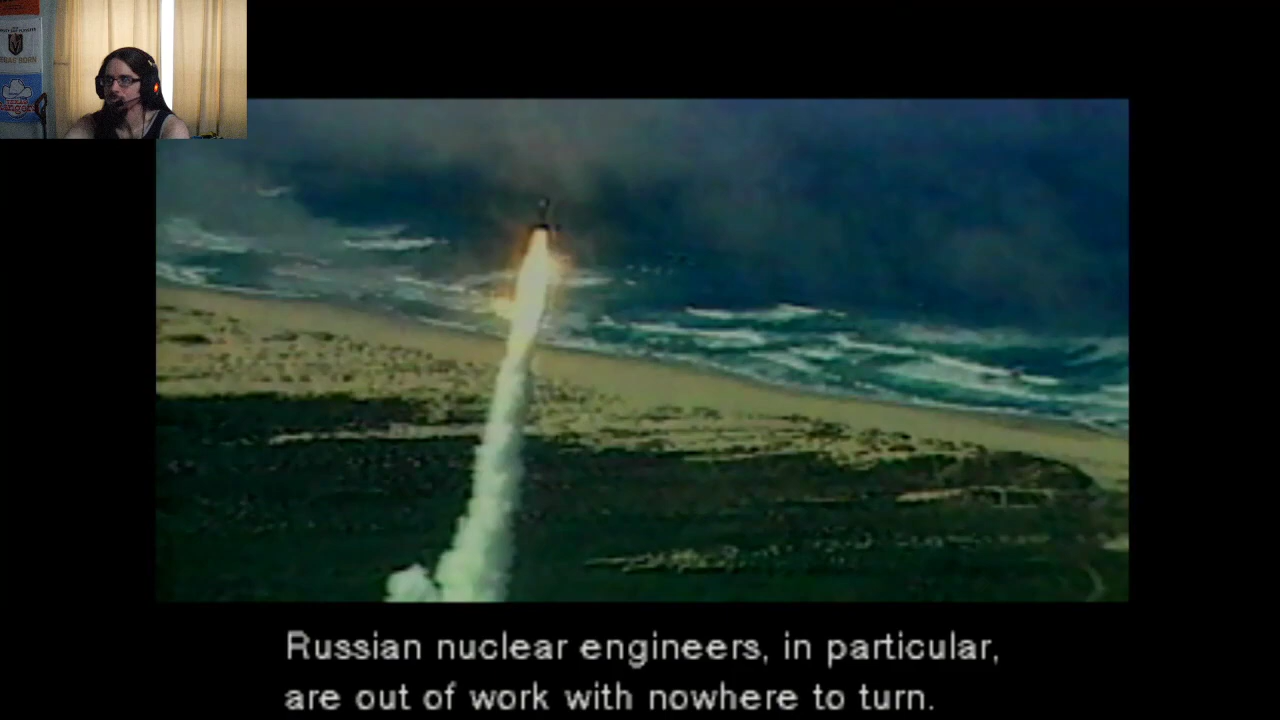 Russian nuclear engineers, in particular,
are out of work with nowhere to turn.